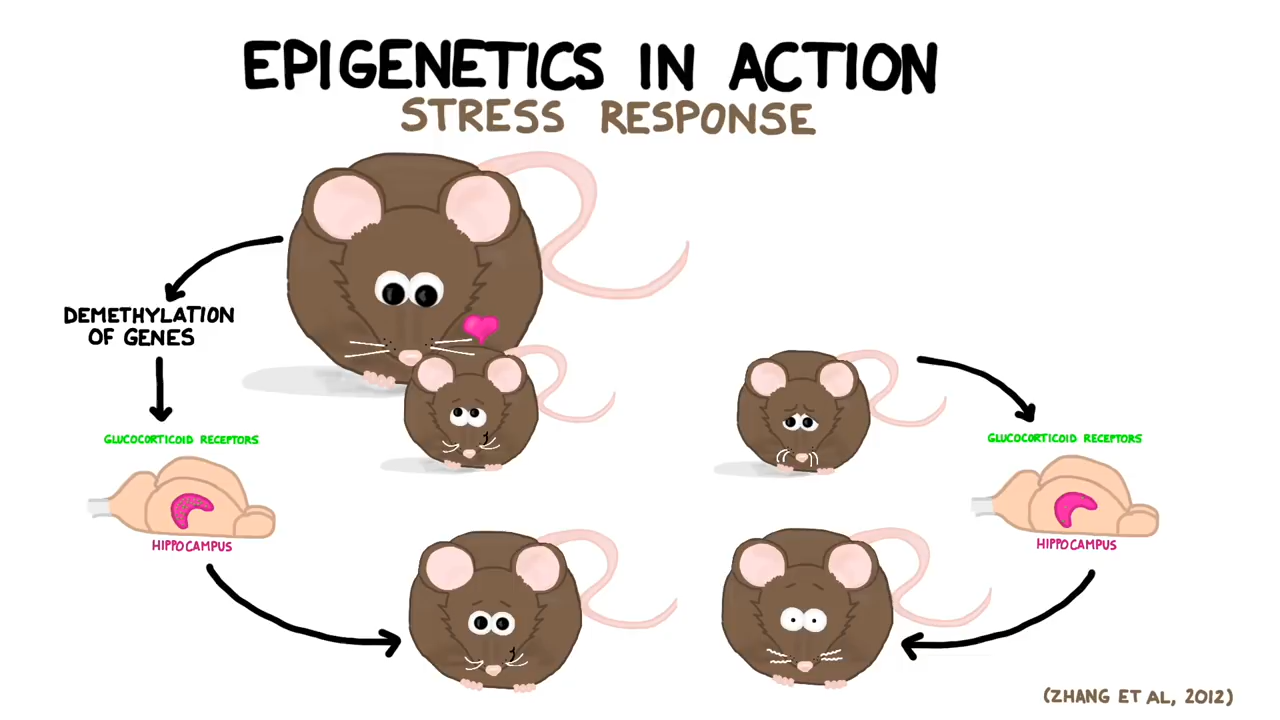 EPIGENETICS IN ACTION
STRESS RESPONSE
DEMETHYLATION
OF GENES
GLUCOCORTICOID RECEPTORS
HIPPOCAMPUS
GLUCOCORTICOID RECEPTORS
HIPPOCAMPUS
(ZHANG ET AL, 2012)